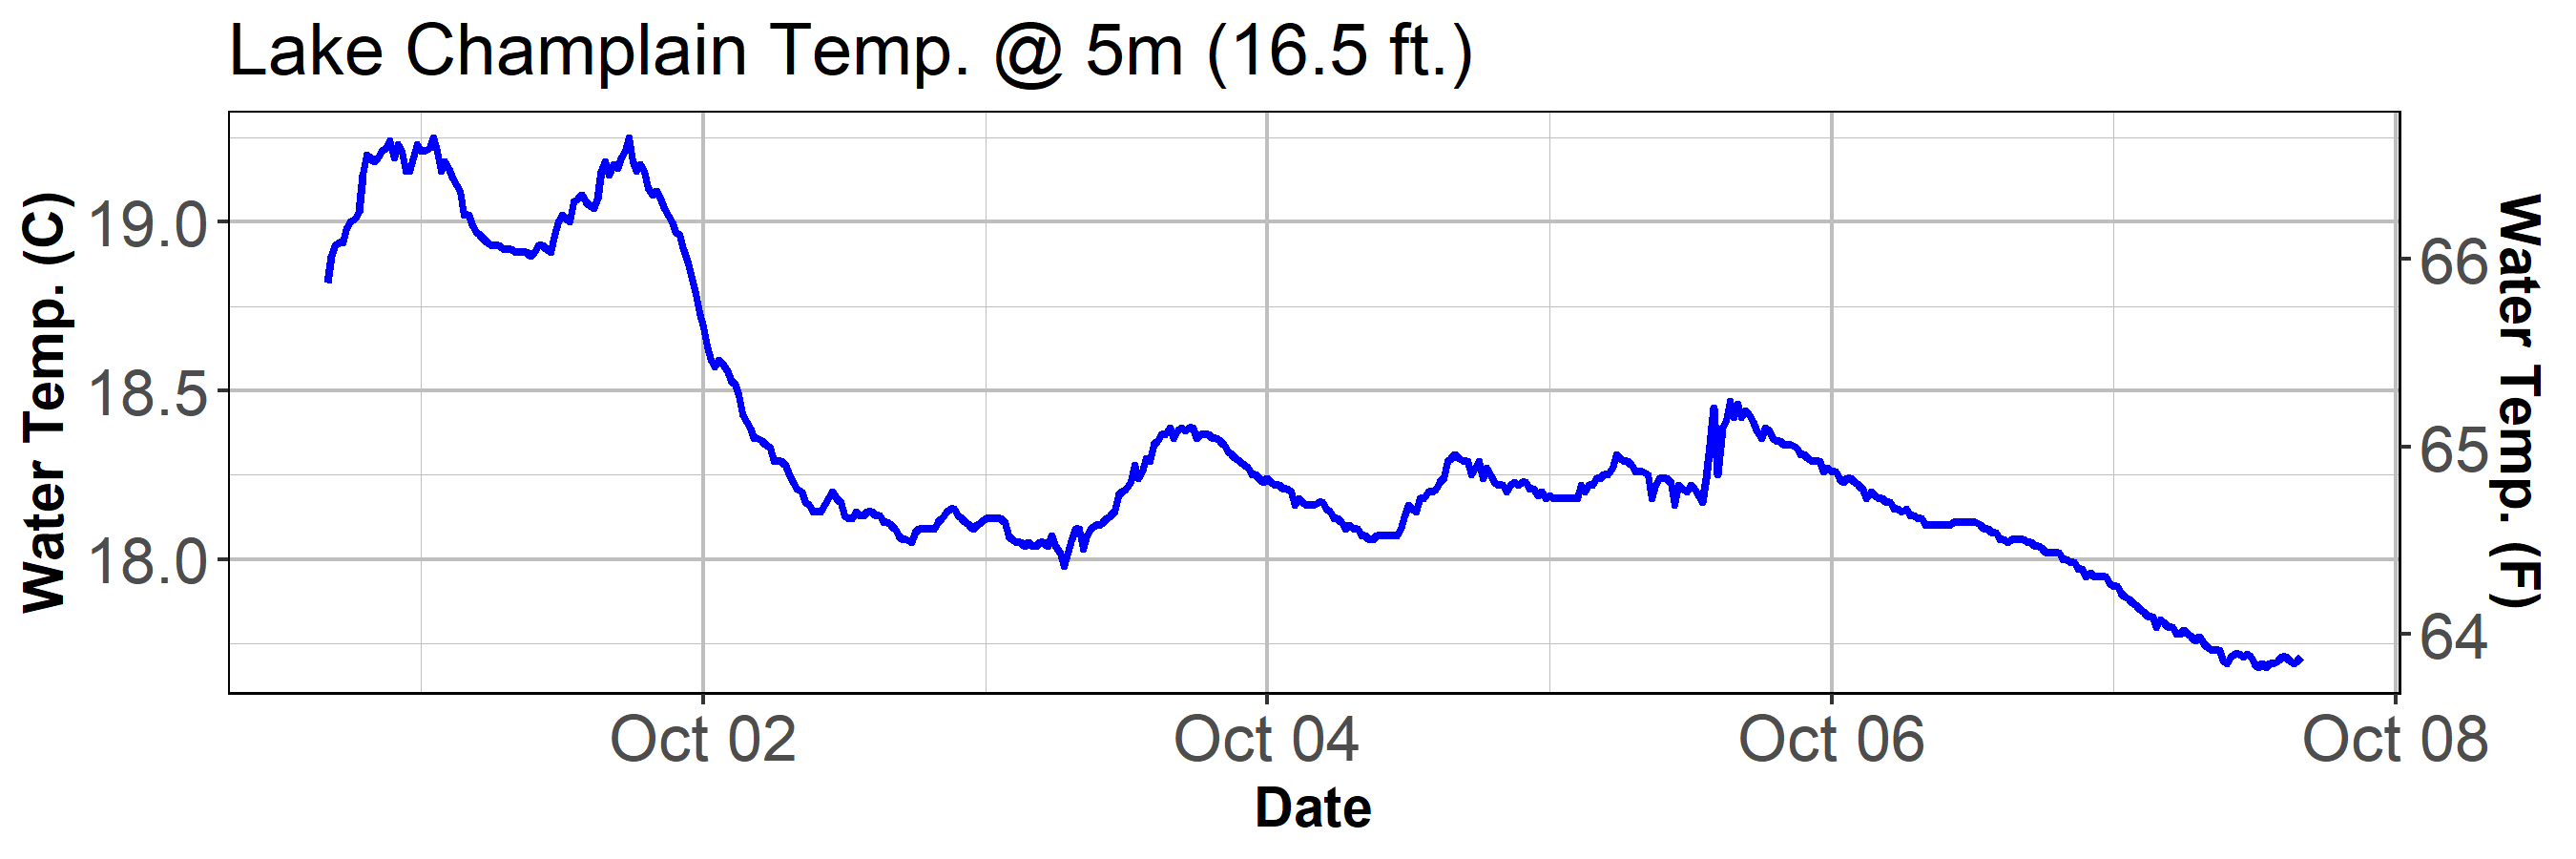 Lake Champlain Temp. @ 5m (16.5 ft.)
Water Temp. (C)
19.0
18.5
18.0
66
65
64
Water Temp. (F)
Oct 02 Oct 04 Oct 06 Oct 08
Date